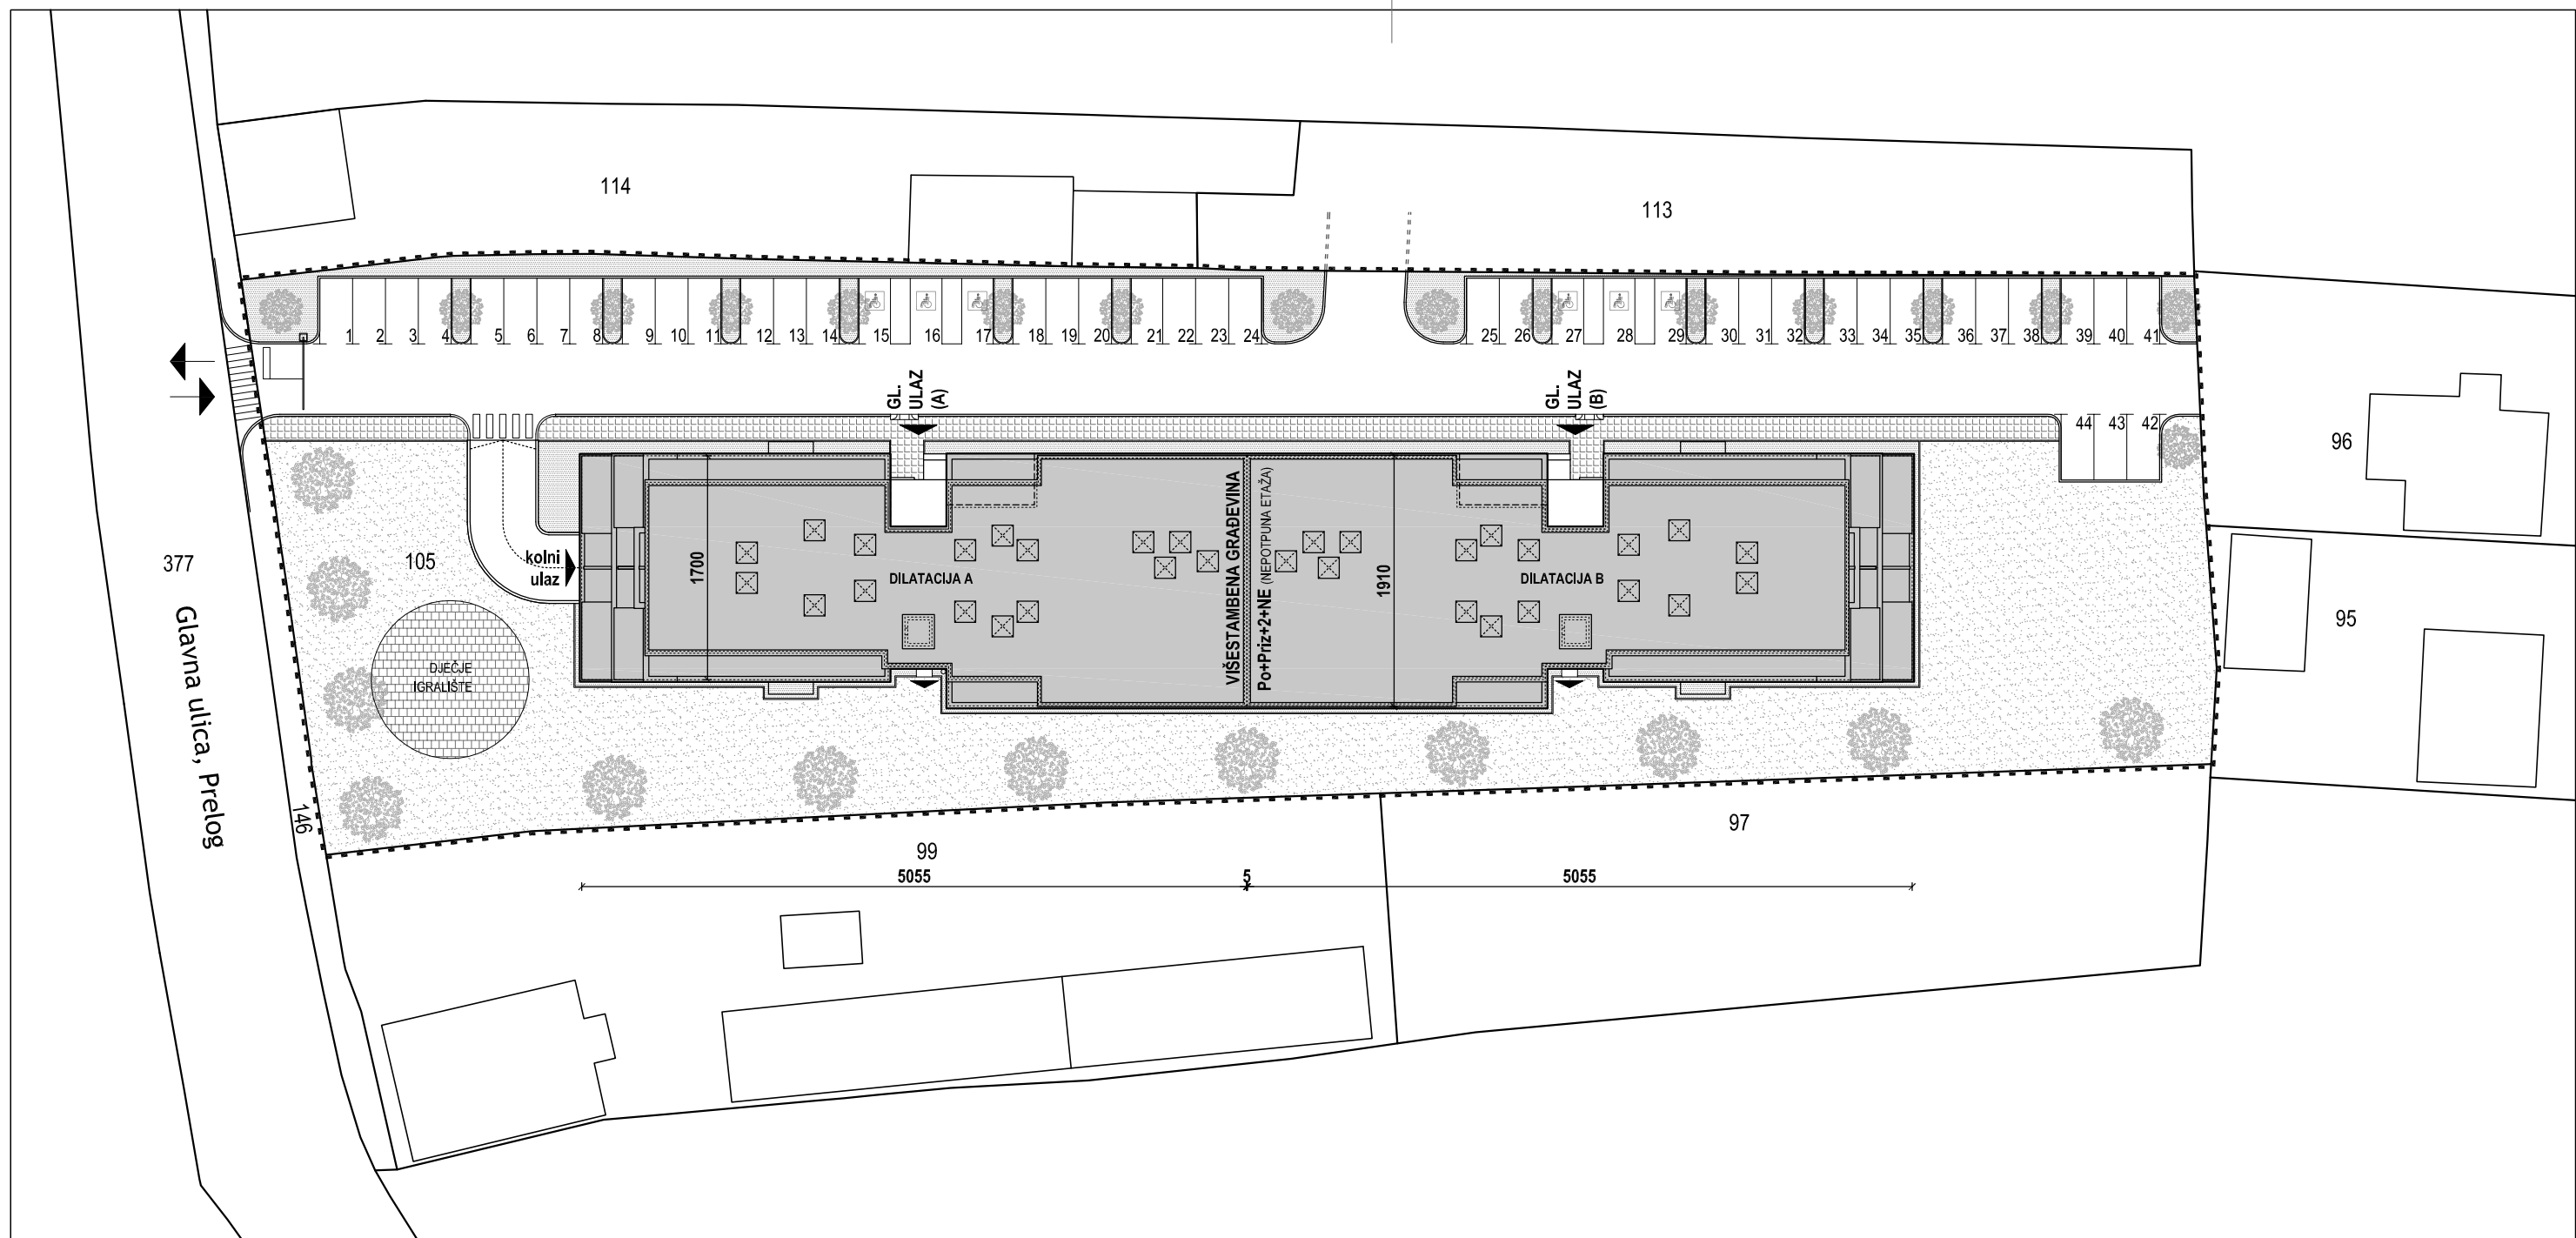 114
113
1 2 3 4 5 6 7 8 9 10 11 12 13 14 15 16 17 18 19 20 21 22 23 24 25 26 27 28 29 30 31 32 33 34 35 36 37 38 39 40 41
GL.
ULAZ
(A)
GL.
ULAZ
(B)
44 43 42
96
377
Glavna ulica, Prelog
146
105
kolni
ulaz
DJEČJE
IGRALIŠTE
1700
DILATACIJA A
VIŠESTAMBENA GRAĐEVINA
Po+Priz+2+NE (NEPOTPUNA ETAŽA)
1910
DILATACIJA B
95
97
99
5055 5 5055